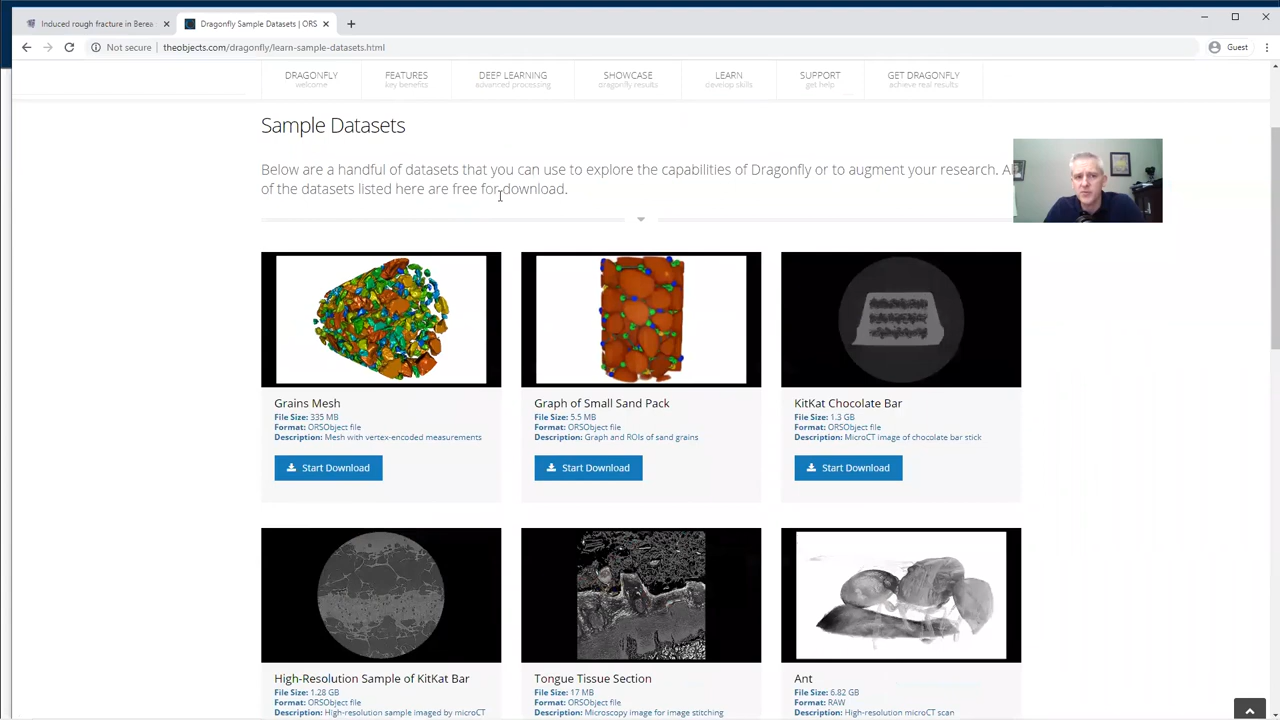 Induced rough fracture in Berea
Dragonfly Sample Datasets | ORS
Not secure
theobjects.com/dragonfly/learn-sample-datasets.html
Guest
DRAGONFLY
welcome
FEATURES
key benefits
DEEP LEARNING
advanced processing
SHOWCASE
dragonfly results
LEARN
develop skills
SUPPORT
get help
GET DRAGONFLY
achieve real results
Sample Datasets
Below are a handful of datasets that you can use to explore the capabilities of Dragonfly or to augment your research.
of the datasets listed here are free for download.
Grains Mesh
File Size: 335 MB
Format: ORSObject file
Description: Mesh with vertex-encoded measurements
Start Download
Graph of Small Sand Pack
File Size: 5.5 MB
Format: ORSObject file
Description: Graph and ROIs of sand grains
Start Download
KitKat Chocolate Bar
File Size: 1.3 GB
Format: ORSObject file
Description: MicroCT image of chocolate bar stick
Start Download
High-Resolution Sample of KitKat Bar
File Size: 1.28 GB
Format: ORSObject file
Description: High-resolution sample imaged by microCT
Tongue Tissue Section
File Size: 17 MB
Format: ORSObject file
Description: Microscopy image for image stitching
Ant
File Size: 6.82 GB
Format: RAW
Description: High-resolution microCT scan